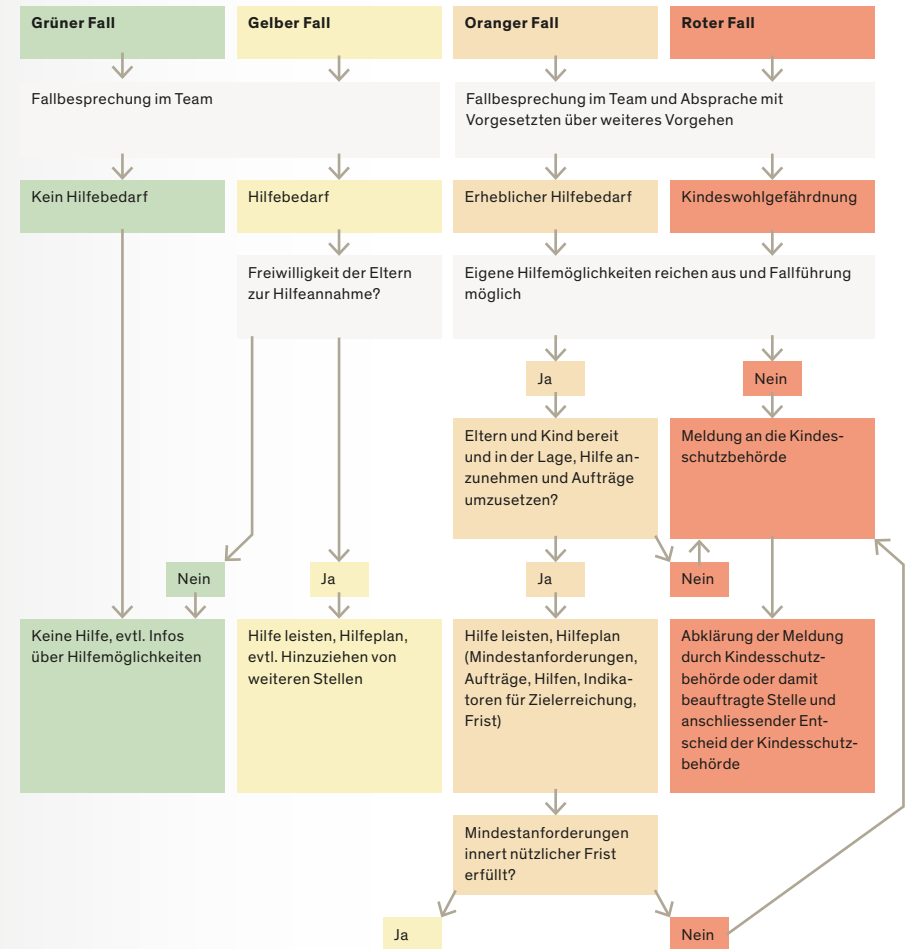 Grüner Fall
Gelber Fall
Oranger Fall
Roter Fall
Fallbesprechung im Team
Fallbesprechung im Team und Absprache mit
Vorgesetzten über weiteres Vorgehen
Kein Hilfebedarf
Hilfebedarf
Erheblicher Hilfebedarf
Kindeswohlgefährdnung
Freiwilligkeit der Eltern
zur Hilfeannahme?
Eigene Hilfemöglichkeiten reichen aus und Fallführung
möglich
Ja
Nein
Eltern und Kind bereit
und in der Lage, Hilfe an-
zunehmen und Aufträge
umzusetzen?
Meldung an die Kindes-
schutzbehörde
Nein
Ja
Ja
Nein
Keine Hilfe, evtl. Infos
über Hilfemöglichkeiten
Hilfe leisten, Hilfeplan,
evtl. Hinzuziehen von
weiteren Stellen
Hilfe leisten, Hilfeplan
(Mindestanforderungen,
Aufträge, Hilfen, Indika-
toren für Zielerreichung,
Frist)
Abklärung der Meldung
durch Kindesschutz-
behörde oder damit
beauftragte Stelle und
anschliessender Ent-
scheid der Kindesschutz-
behörde
Mindestanforderungen
innert nützlicher Frist
erfüllt?
Ja
Nein